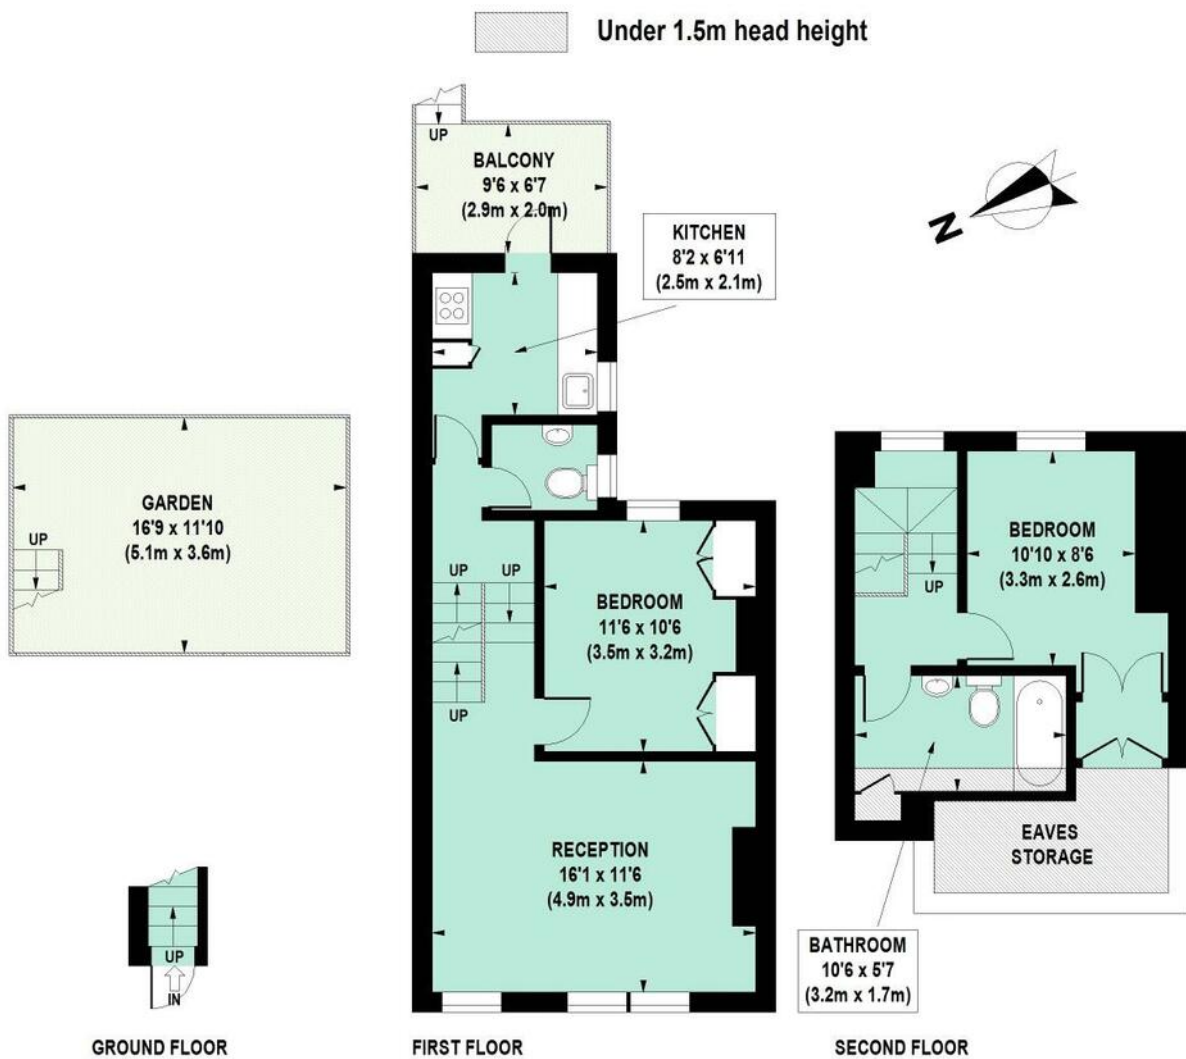 Under 1.5m head height
UP
BALCONY
9'6 x 6'7
(2.9m x 2.0m)
KITCHEN
8'2 x 6'11
(2.5m x 2.1m)
N
GARDEN
16'9 x 11'10
(5.1m x 3.6m)
UP
UP
UP
BEDROOM
11'6 x 10'6
(3.5m x 3.2m)
UP
BEDROOM
10'10 x 8'6
(3.3m x 2.6m)
UP
RECEPTION
16'1 x 11'6
(4.9m x 3.5m)
EAVES
STORAGE
BATHROOM
10'6 x 5'7
(3.2m x 1.7m)
UP
IN
GROUND FLOOR
FIRST FLOOR
SECOND FLOOR